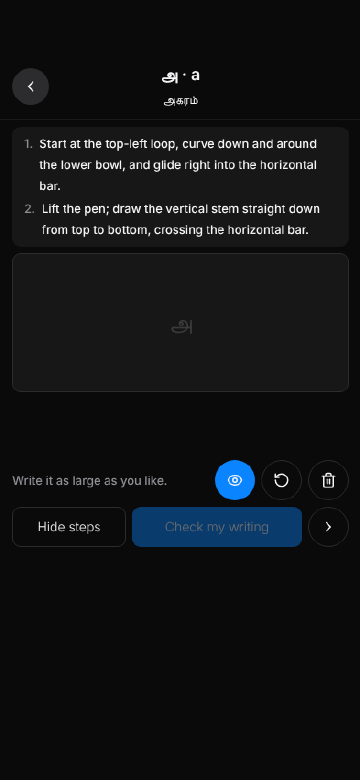 அ · a
அகரம்
1. Start at the top-left loop, curve down and around
the lower bowl, and glide right into the horizontal
bar.
2. Lift the pen; draw the vertical stem straight down
from top to bottom, crossing the horizontal bar.
அ
Write it as large as you like.
Hide steps
Check my writing